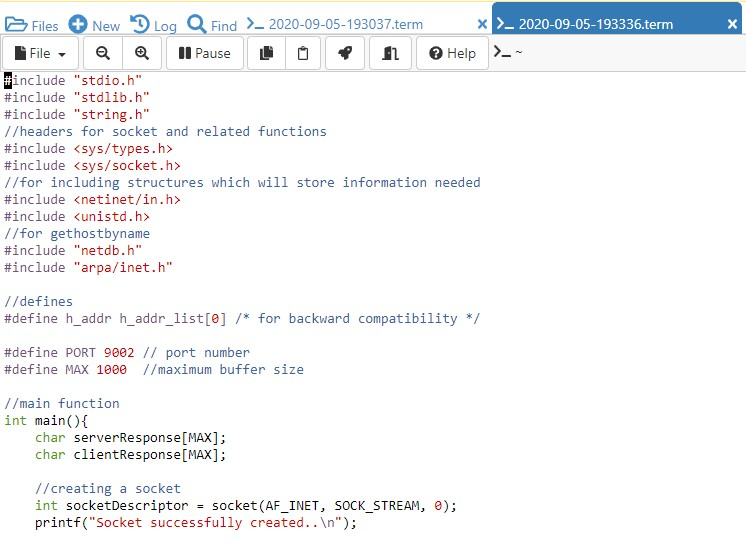 Files New Log Find >_ 2020-09-05-193037.term × >_ 2020-09-05-193336.term ×
File Pause Help >_ ~
#include "stdio.h"
#include "stdlib.h"
#include "string.h"
//headers for socket and related functions
#include <sys/types.h>
#include <sys/socket.h>
//for including structures which will store information needed
#include <netinet/in.h>
#include <unistd.h>
//for gethostbyname
#include "netdb.h"
#include "arpa/inet.h"
//defines
#define h_addr h_addr_list[0] /* for backward compatibility */
#define PORT 9002 // port number
#define MAX 1000  //maximum buffer size
//main function
int main(){
    char serverResponse[MAX];
    char clientResponse[MAX];
    //creating a socket
    int socketDescriptor = socket(AF_INET, SOCK_STREAM, 0);
    printf("Socket successfully created..\n");